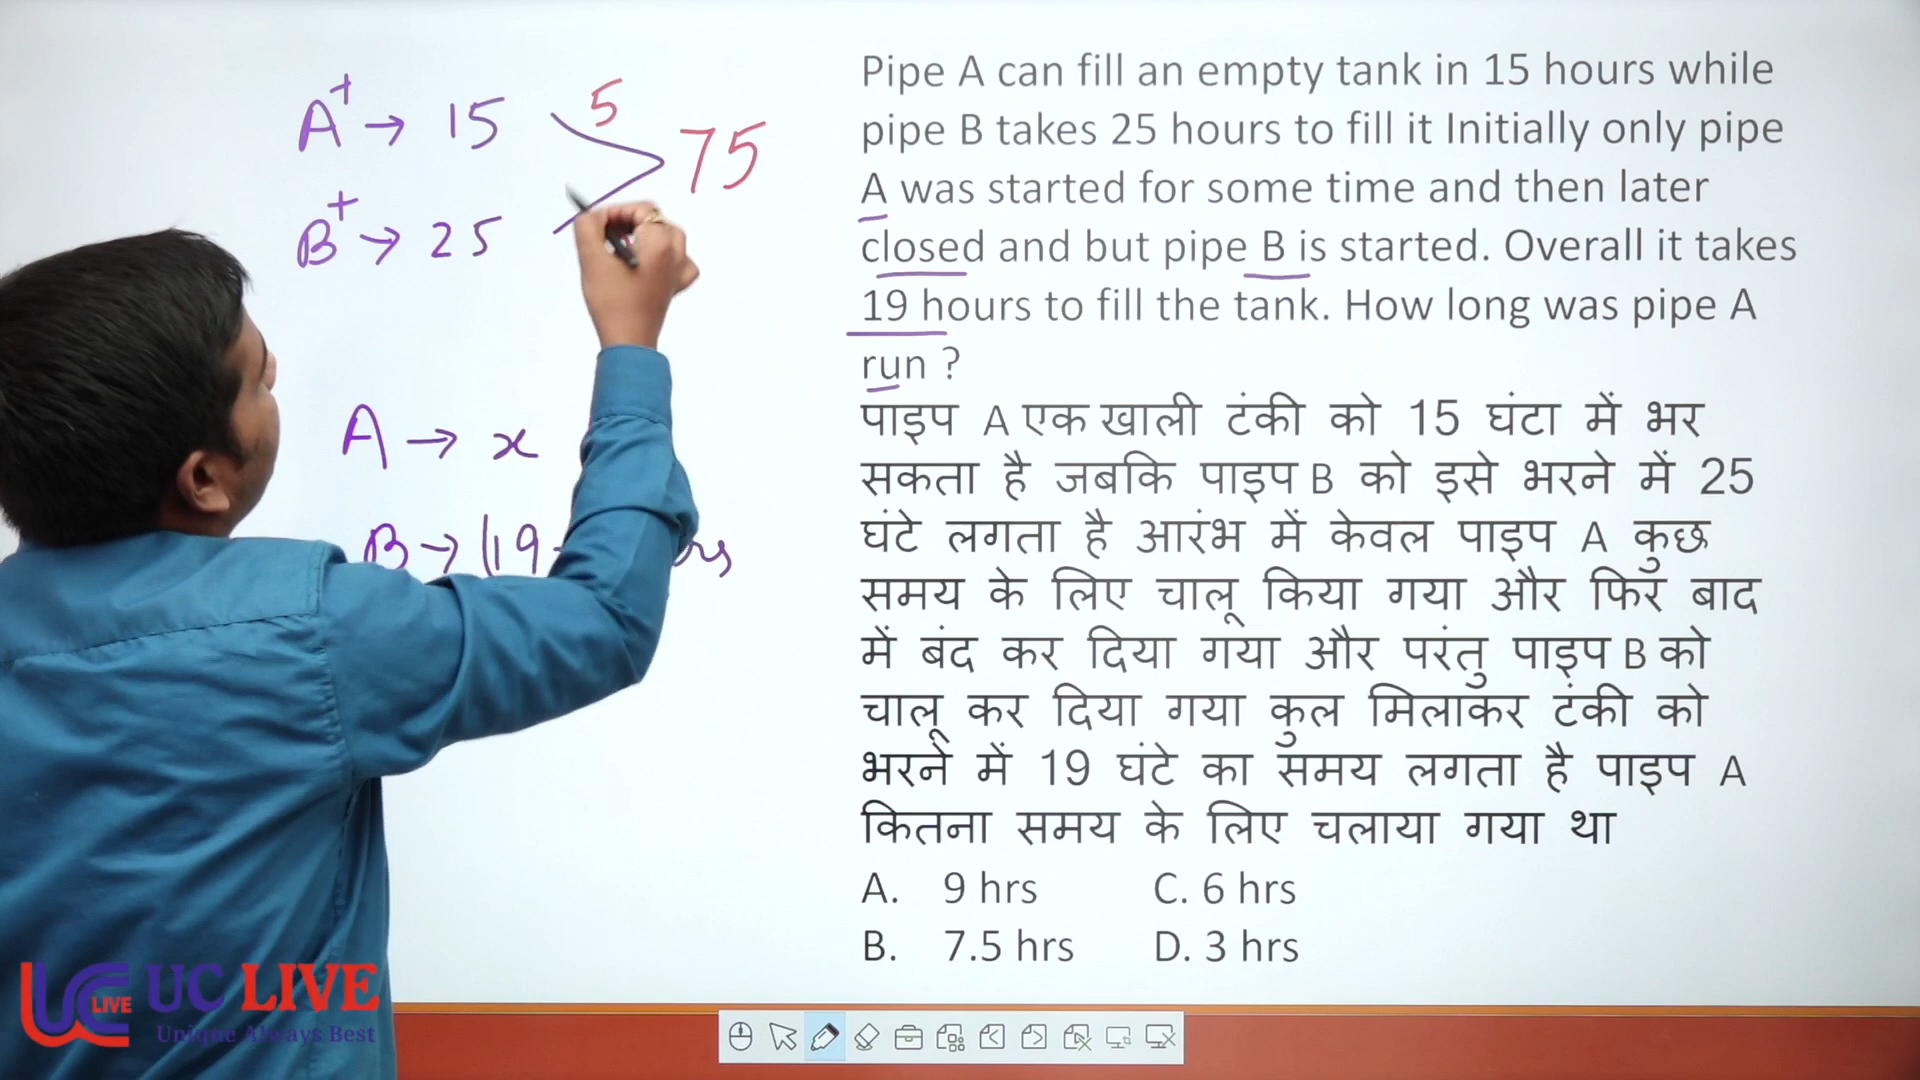 A+ → 15
5
75
B+ → 25
A → x
B → (19-
rs
Pipe A can fill an empty tank in 15 hours while
pipe B takes 25 hours to fill it Initially only pipe
A was started for some time and then later
closed and but pipe B is started. Overall it takes
19 hours to fill the tank. How long was pipe A
run ?
पाइप A एक खाली टंकी को 15 घंटा में भर
सकता है जबकि पाइप B को इसे भरने में 25
घंटे लगता है आरंभ में केवल पाइप A कुछ
समय के लिए चालू किया गया और फिर बाद
में बंद कर दिया गया और परंतु पाइप B को
चालू कर दिया गया कुल मिलाकर टंकी को
भरने में 19 घंटे का समय लगता है पाइप A
कितना समय के लिए चलाया गया था
A. 9 hrs C. 6 hrs
B. 7.5 hrs D. 3 hrs
UC LIVE UC LIVE
Unique Always Best